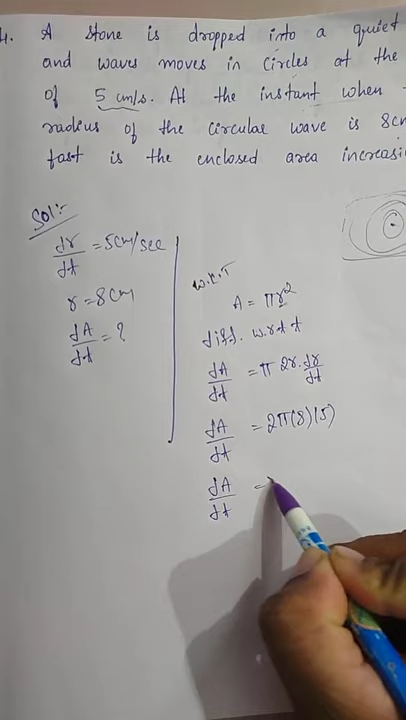 4. A stone is dropped into a quiet
and waves moves in circles at the
of 5 cm/s. At the instant when
radius of the circular wave is 8cm
fast is the enclosed area increasi
Sol:-
dr/dt = 5cm/sec
r = 8cm
dA/dt = ?
W.K.T
A = πr²
diff. w.r.t t
dA/dt = π 2r. dr/dt
dA/dt = 2π(8)(5)
dA/dt =